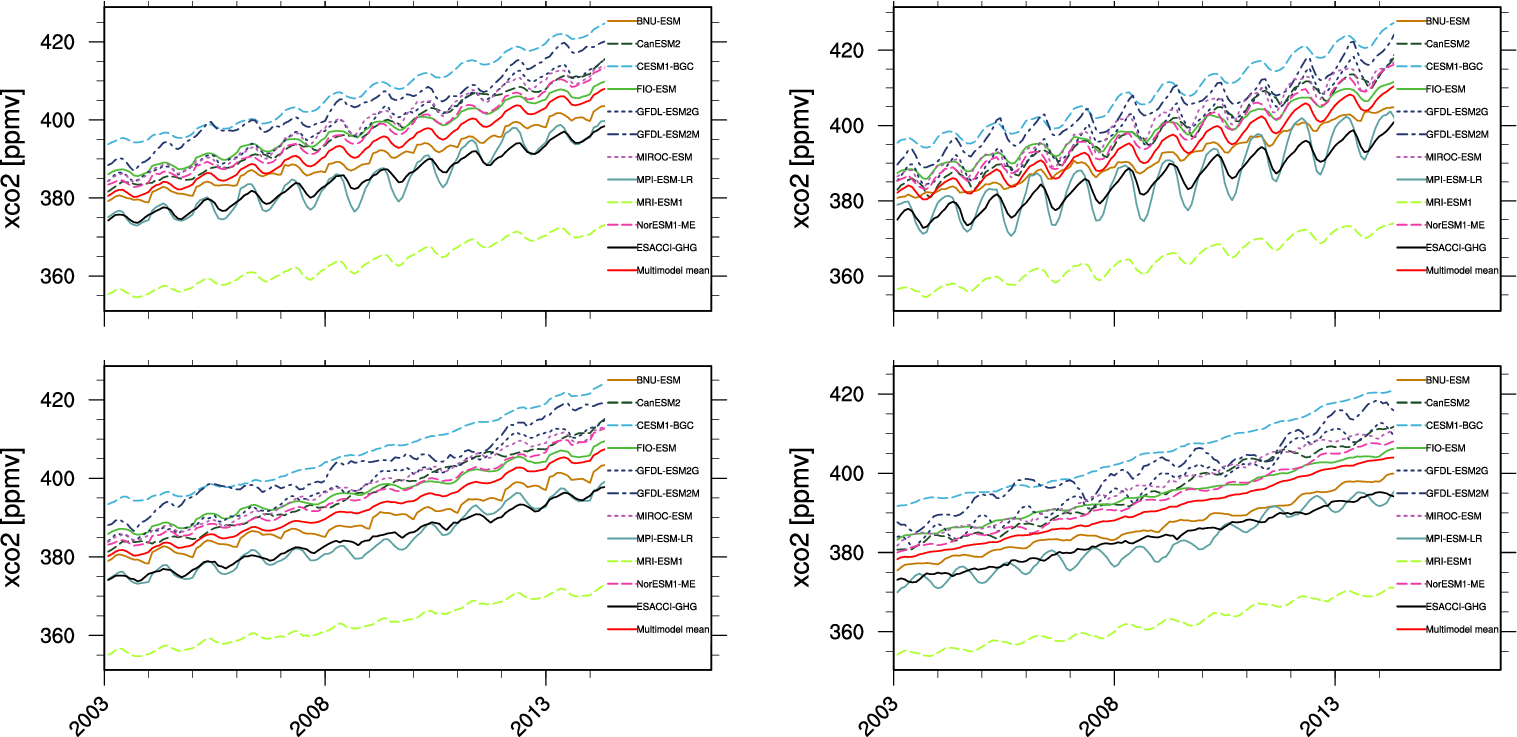 xco2 [ppmv]
420
400
380
360
BNU-ESM
CanESM2
CESM1-BGC
FIO-ESM
GFDL-ESM2G
GFDL-ESM2M
MIROC-ESM
MPI-ESM-LR
MRI-ESM1
NorESM1-ME
ESACCI-GHG
Multimodel mean
xco2 [ppmv]
420
400
380
360
BNU-ESM
CanESM2
CESM1-BGC
FIO-ESM
GFDL-ESM2G
GFDL-ESM2M
MIROC-ESM
MPI-ESM-LR
MRI-ESM1
NorESM1-ME
ESACCI-GHG
Multimodel mean
xco2 [ppmv]
420
400
380
360
BNU-ESM
CanESM2
CESM1-BGC
FIO-ESM
GFDL-ESM2G
GFDL-ESM2M
MIROC-ESM
MPI-ESM-LR
MRI-ESM1
NorESM1-ME
ESACCI-GHG
Multimodel mean
2003
2008
2013
xco2 [ppmv]
420
400
380
360
BNU-ESM
CanESM2
CESM1-BGC
FIO-ESM
GFDL-ESM2G
GFDL-ESM2M
MIROC-ESM
MPI-ESM-LR
MRI-ESM1
NorESM1-ME
ESACCI-GHG
Multimodel mean
2003
2008
2013